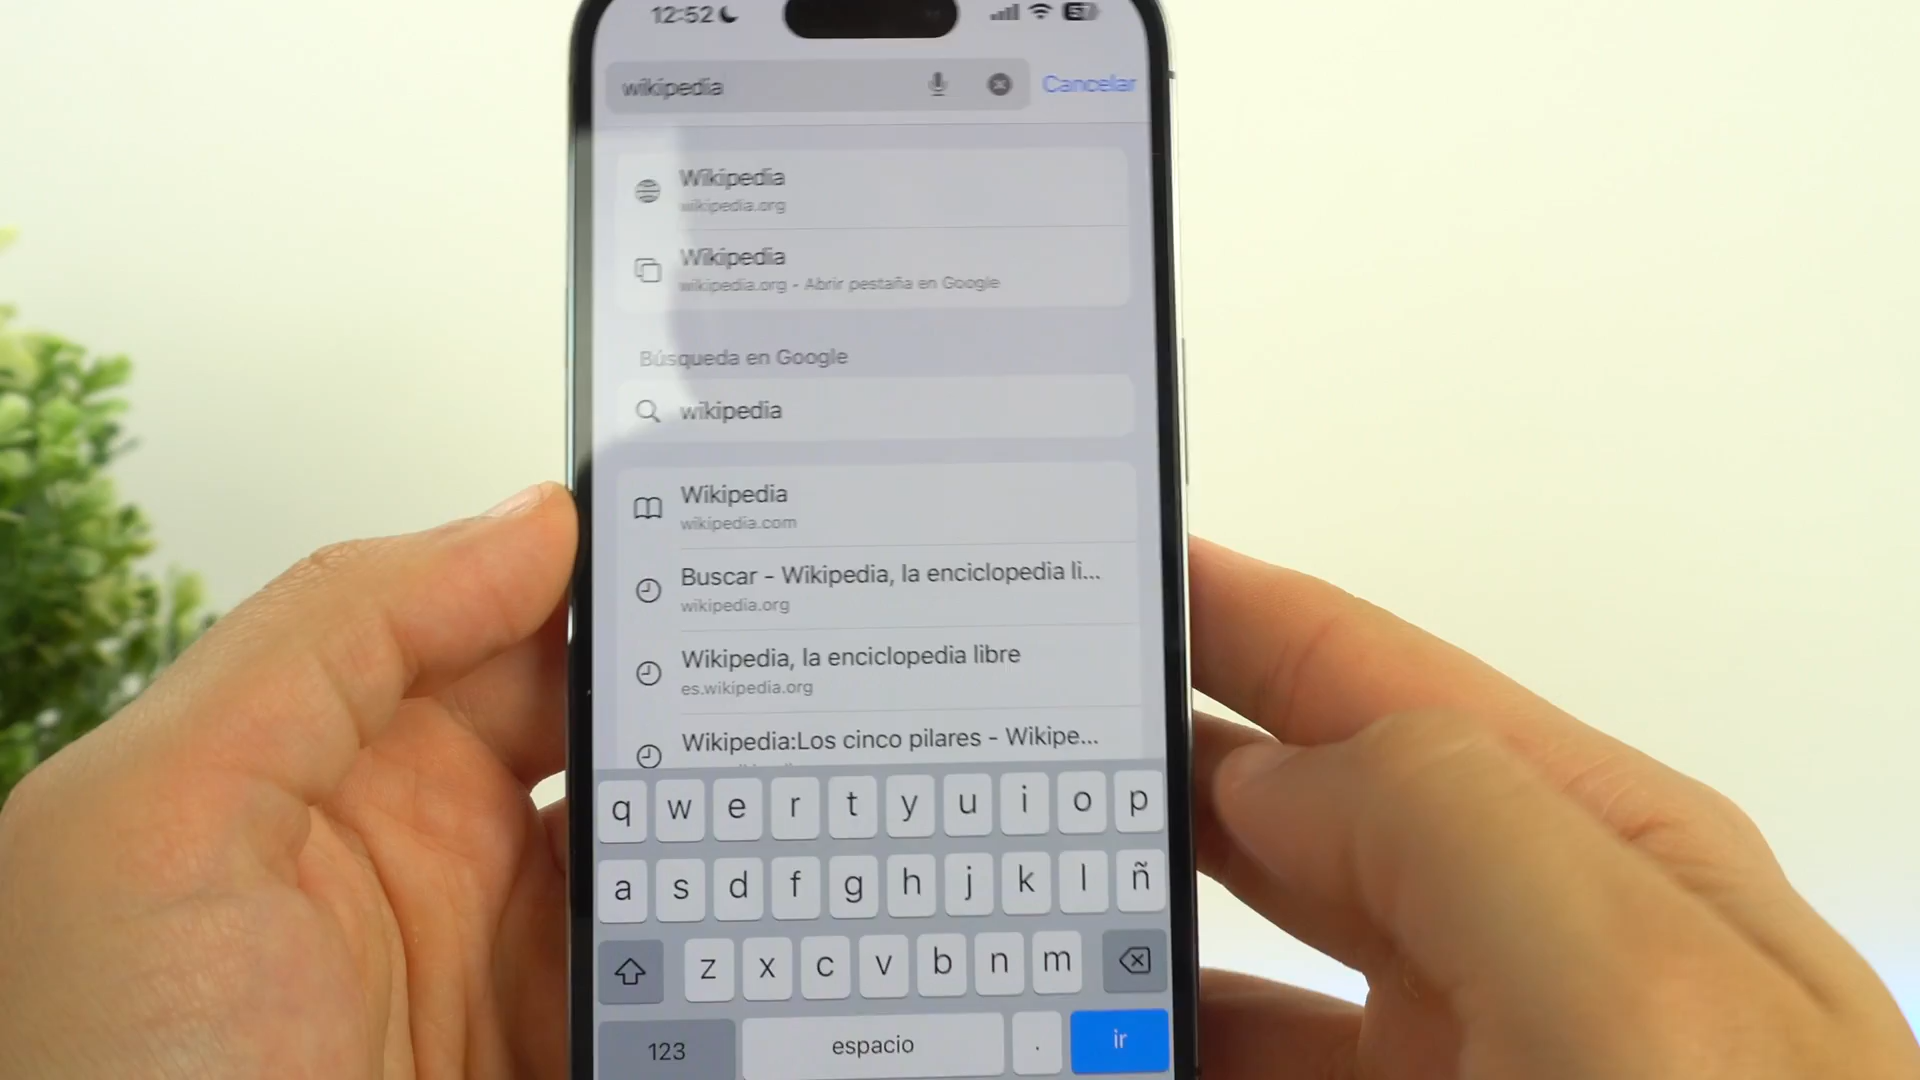 12:52
57
wikipedia
Cancelar
Wikipedia
wikipedia.org
Wikipedia
wikipedia.org - Abrir pestaña en Google
Búsqueda en Google
wikipedia
Wikipedia
wikipedia.com
Buscar - Wikipedia, la enciclopedia li...
wikipedia.org
Wikipedia, la enciclopedia libre
es.wikipedia.org
Wikipedia:Los cinco pilares - Wikipe...
q w e r t y u i o p
a s d f g h j k l ñ
z x c v b n m
123 espacio . ir